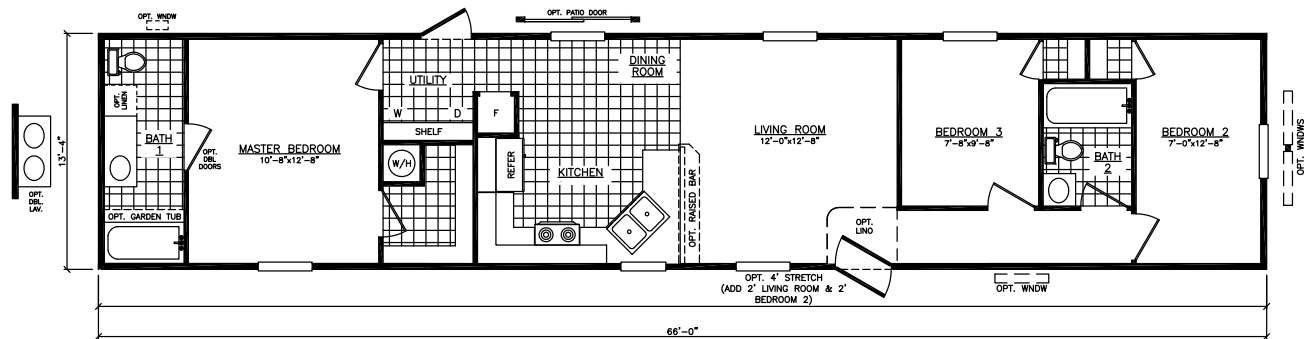 OPT. WNDW
OPT. PATIO DOOR
13'-4"
OPT.
DBL.
LAV.
OPT.
LINEN
BATH
1
OPT. GARDEN TUB
OPT.
DBL
DOORS
MASTER BEDROOM
10'-8"x12'-8"
UTILITY
W D
SHELF
W/H
F
REFER
KITCHEN
DINING
ROOM
OPT. RAISED BAR
LIVING ROOM
12'-0"x12'-8"
OPT.
LINO
BEDROOM 3
7'-8"x9'-8"
BATH
2
BEDROOM 2
7'-0"x12'-8"
OPT. WNDWS
OPT. WNDW
OPT. 4' STRETCH
(ADD 2' LIVING ROOM & 2'
BEDROOM 2)
66'-0"